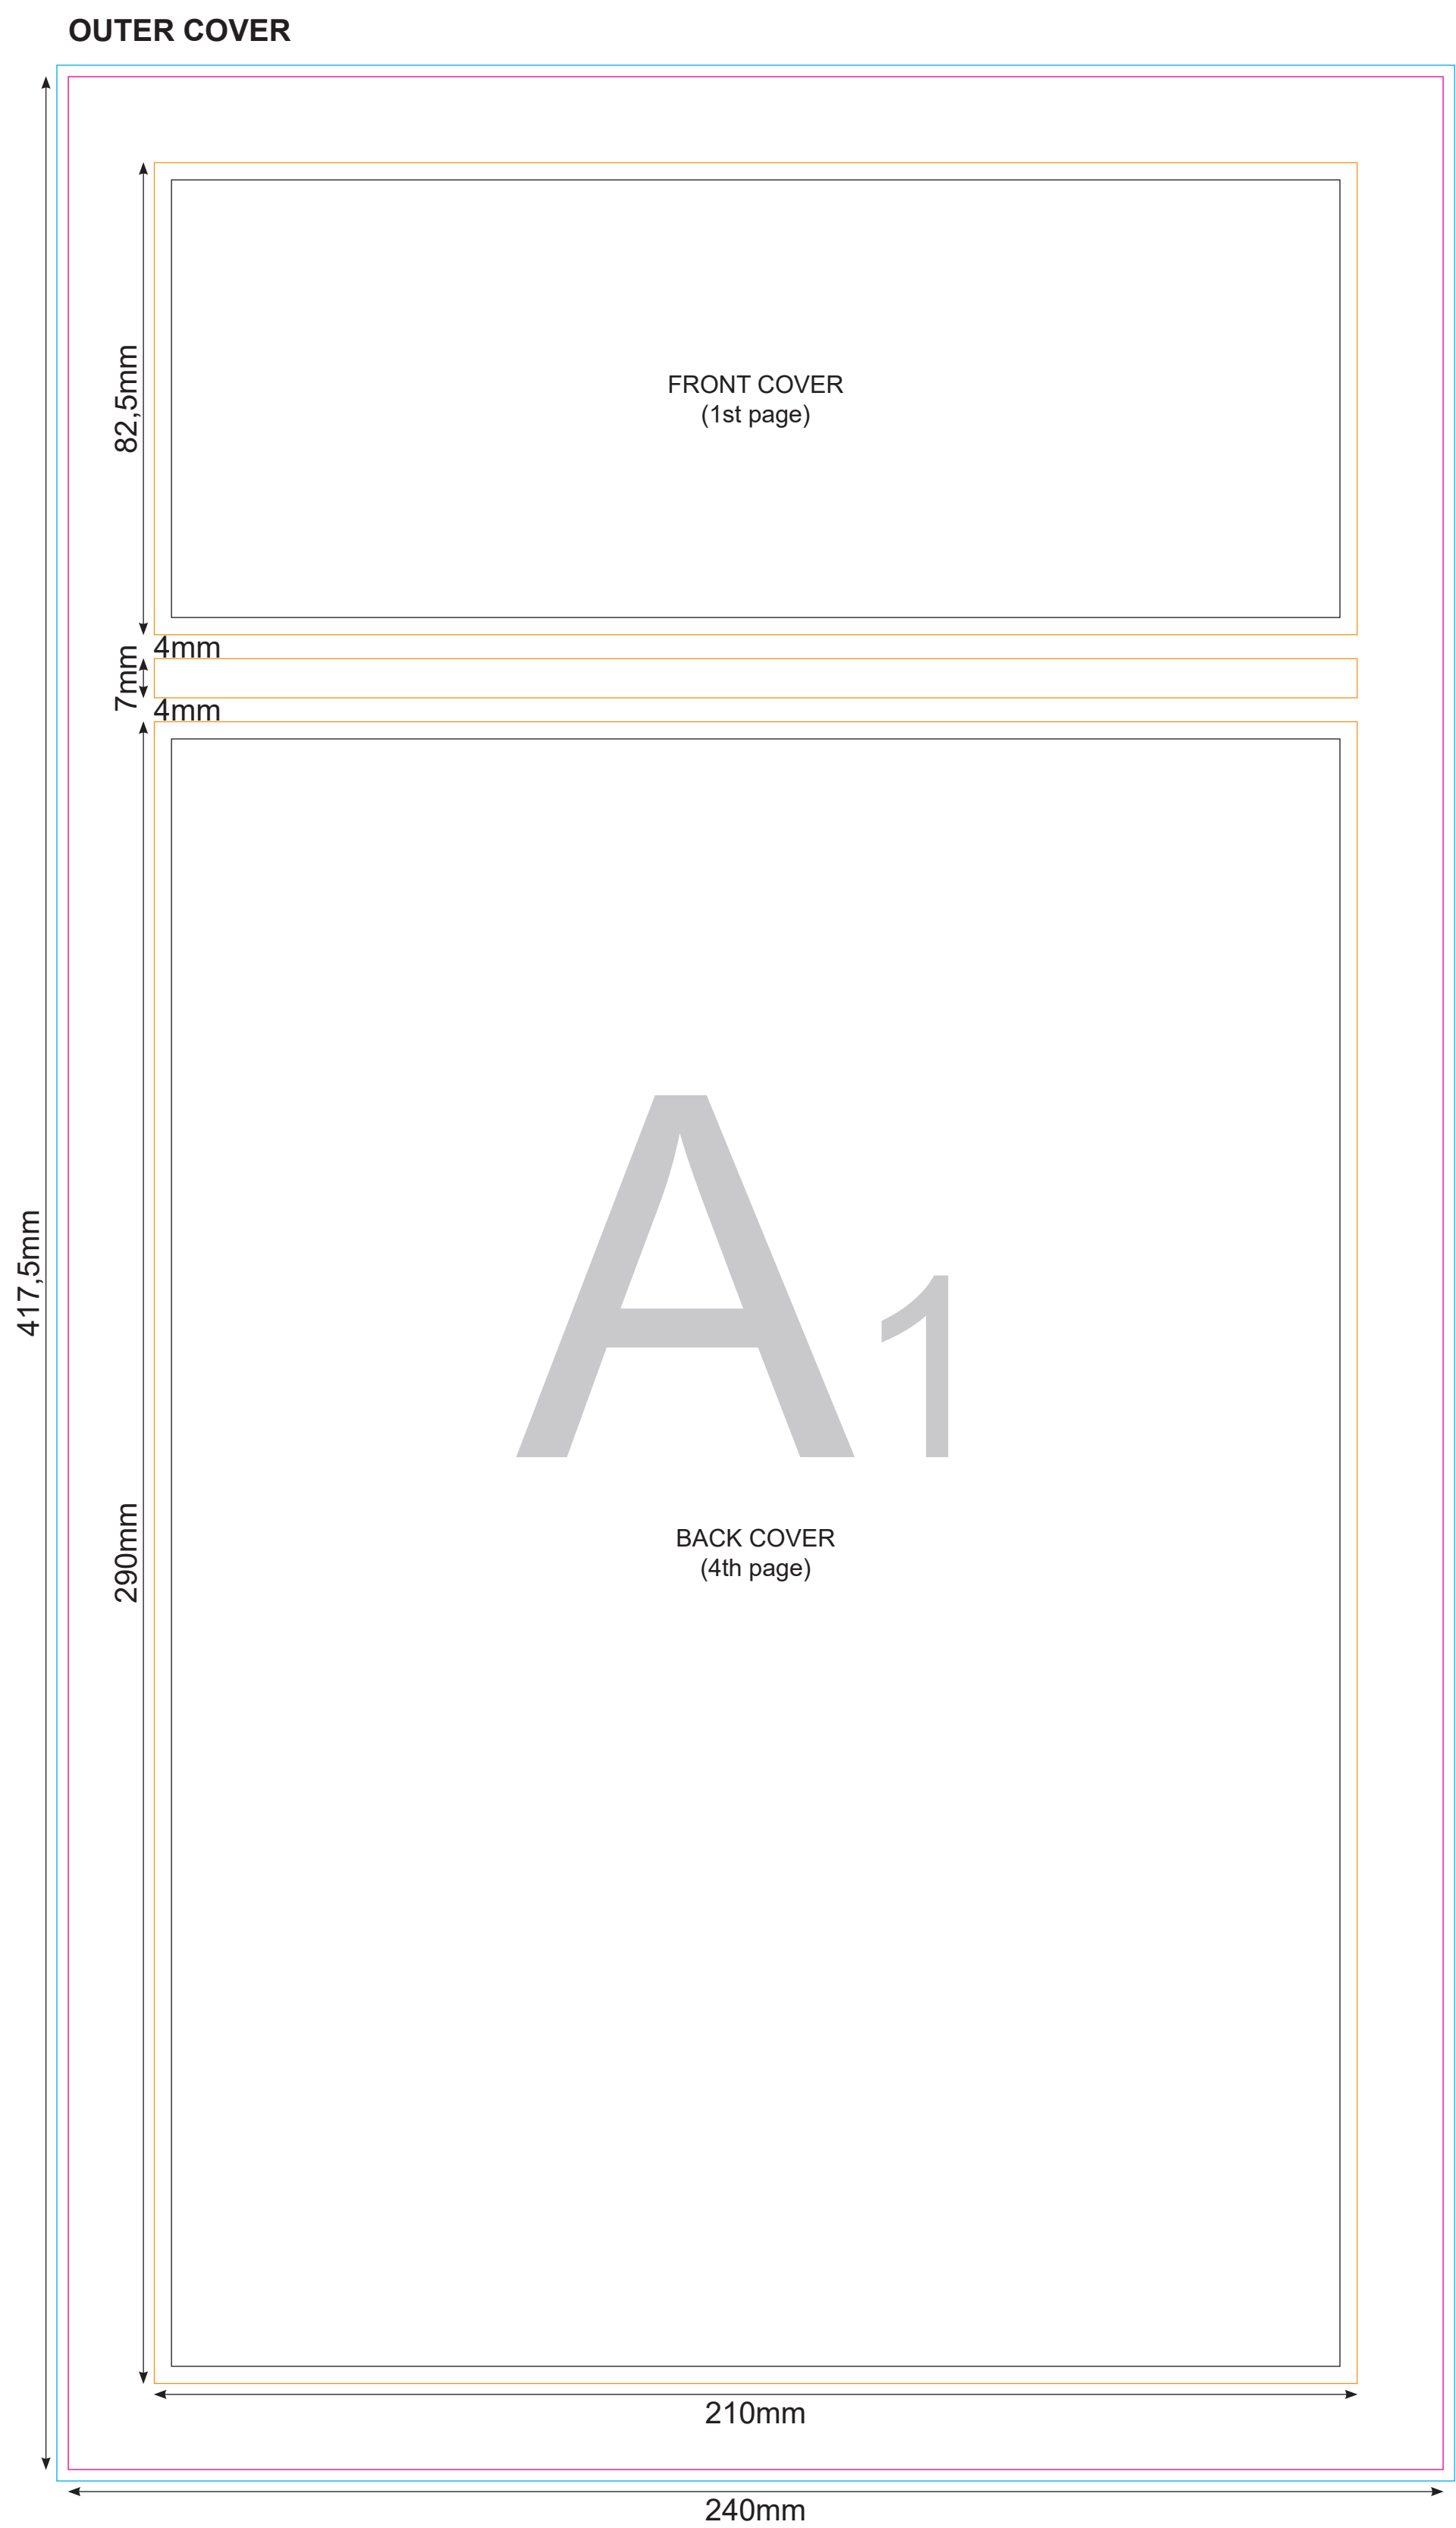 OUTER COVER
82,5mm
FRONT COVER
(1st page)
4mm
7mm
4mm
417,5mm
A1
290mm
BACK COVER
(4th page)
210mm
240mm